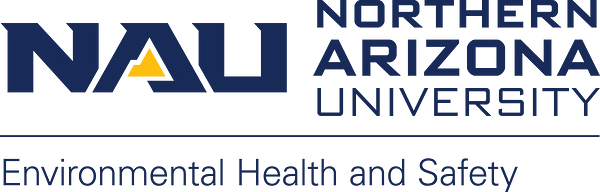 NAU
NORTHERN
ARIZONA
UNIVERSITY
Environmental Health and Safety